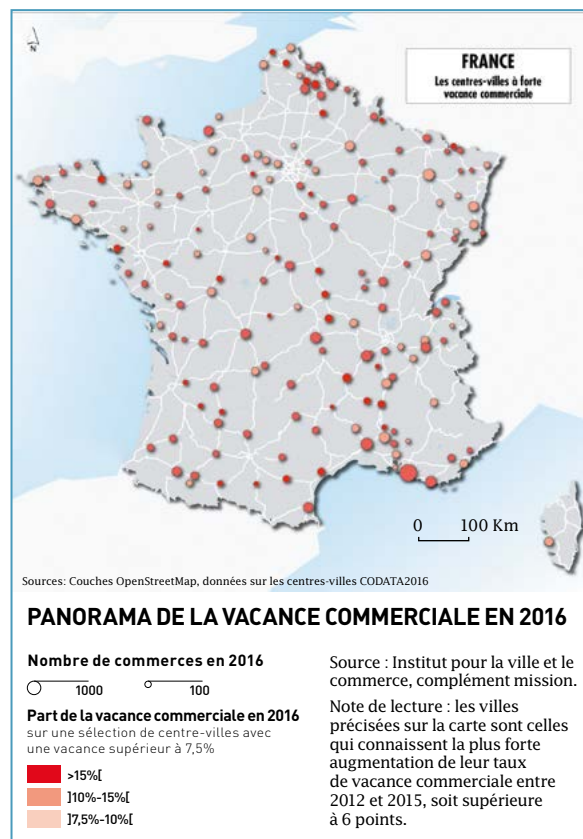 N
FRANCE
Les centres-villes à forte
vacance commerciale
0 100 Km
Sources: Couches OpenStreetMap, données sur les centres-villes CODATA2016
PANORAMA DE LA VACANCE COMMERCIALE EN 2016
Nombre de commerces en 2016
1000 100
Part de la vacance commerciale en 2016
sur une sélection de centre-villes avec
une vacance supérieur à 7,5%
>15%[
]10%-15%[
]7,5%-10%[
Source : Institut pour la ville et le
commerce, complément mission.
Note de lecture : les villes
précisées sur la carte sont celles
qui connaissent la plus forte
augmentation de leur taux
de vacance commerciale entre
2012 et 2015, soit supérieure
à 6 points.